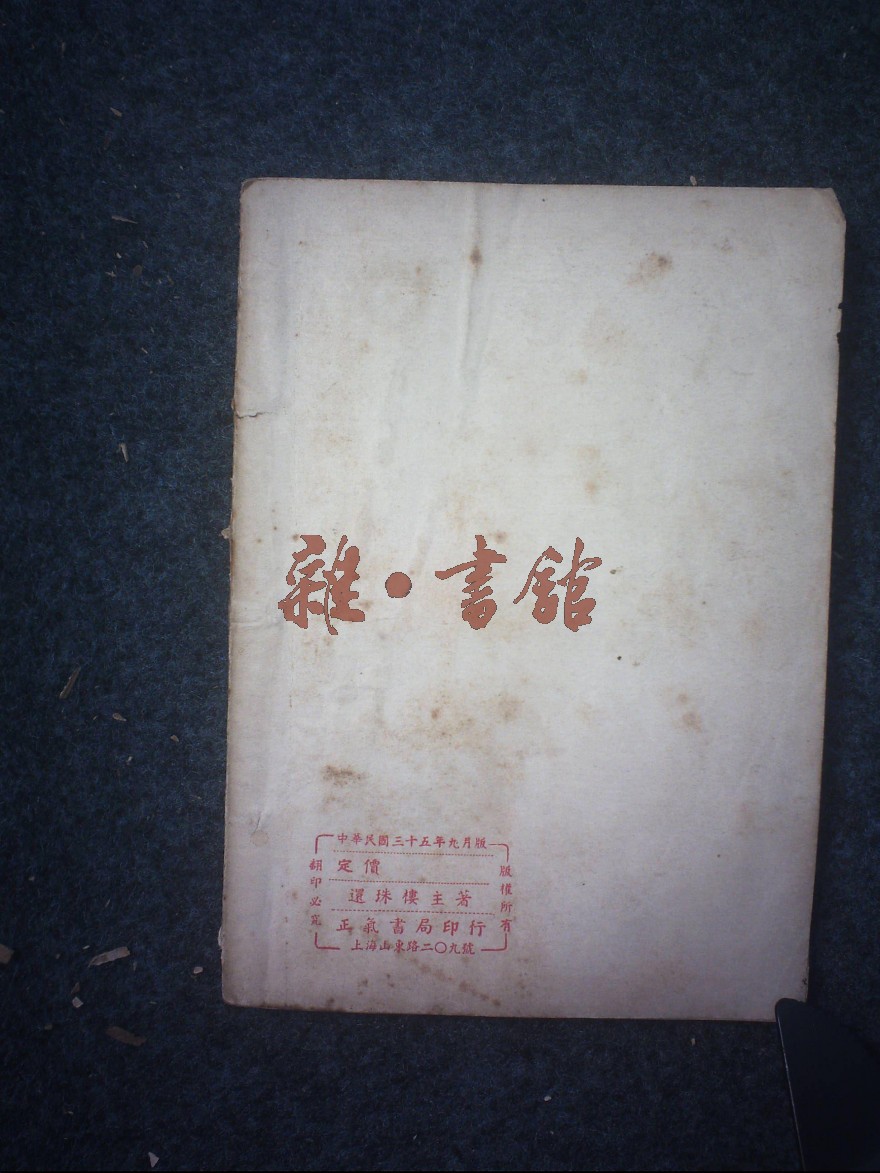 雜·書館
中華民國三十五年九月版
定價
還珠樓主著
正氣書局印行
上海山東路二〇九號
翻印必究
版權所有